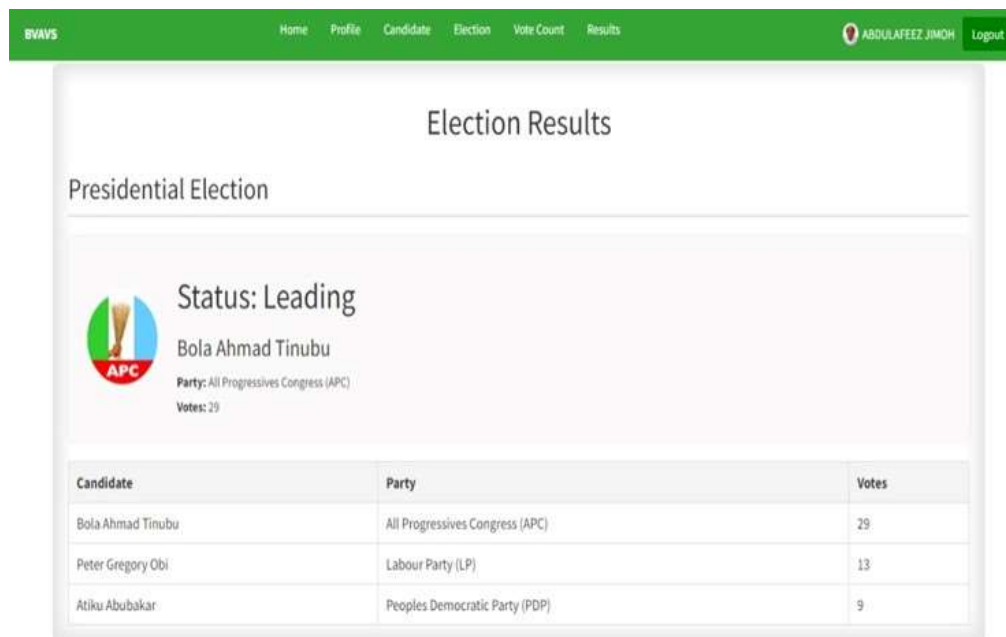 BVAVS Home Profile Candidate Election Vote Count Results ABDULAFEEZ JIMOH Logout
Election Results
Presidential Election
Status: Leading
Bola Ahmad Tinubu
Party: All Progressives Congress (APC)
Votes: 29
APC
Candidate Party Votes
Bola Ahmad Tinubu All Progressives Congress (APC) 29
Peter Gregory Obi Labour Party (LP) 13
Atiku Abubakar Peoples Democratic Party (PDP) 9